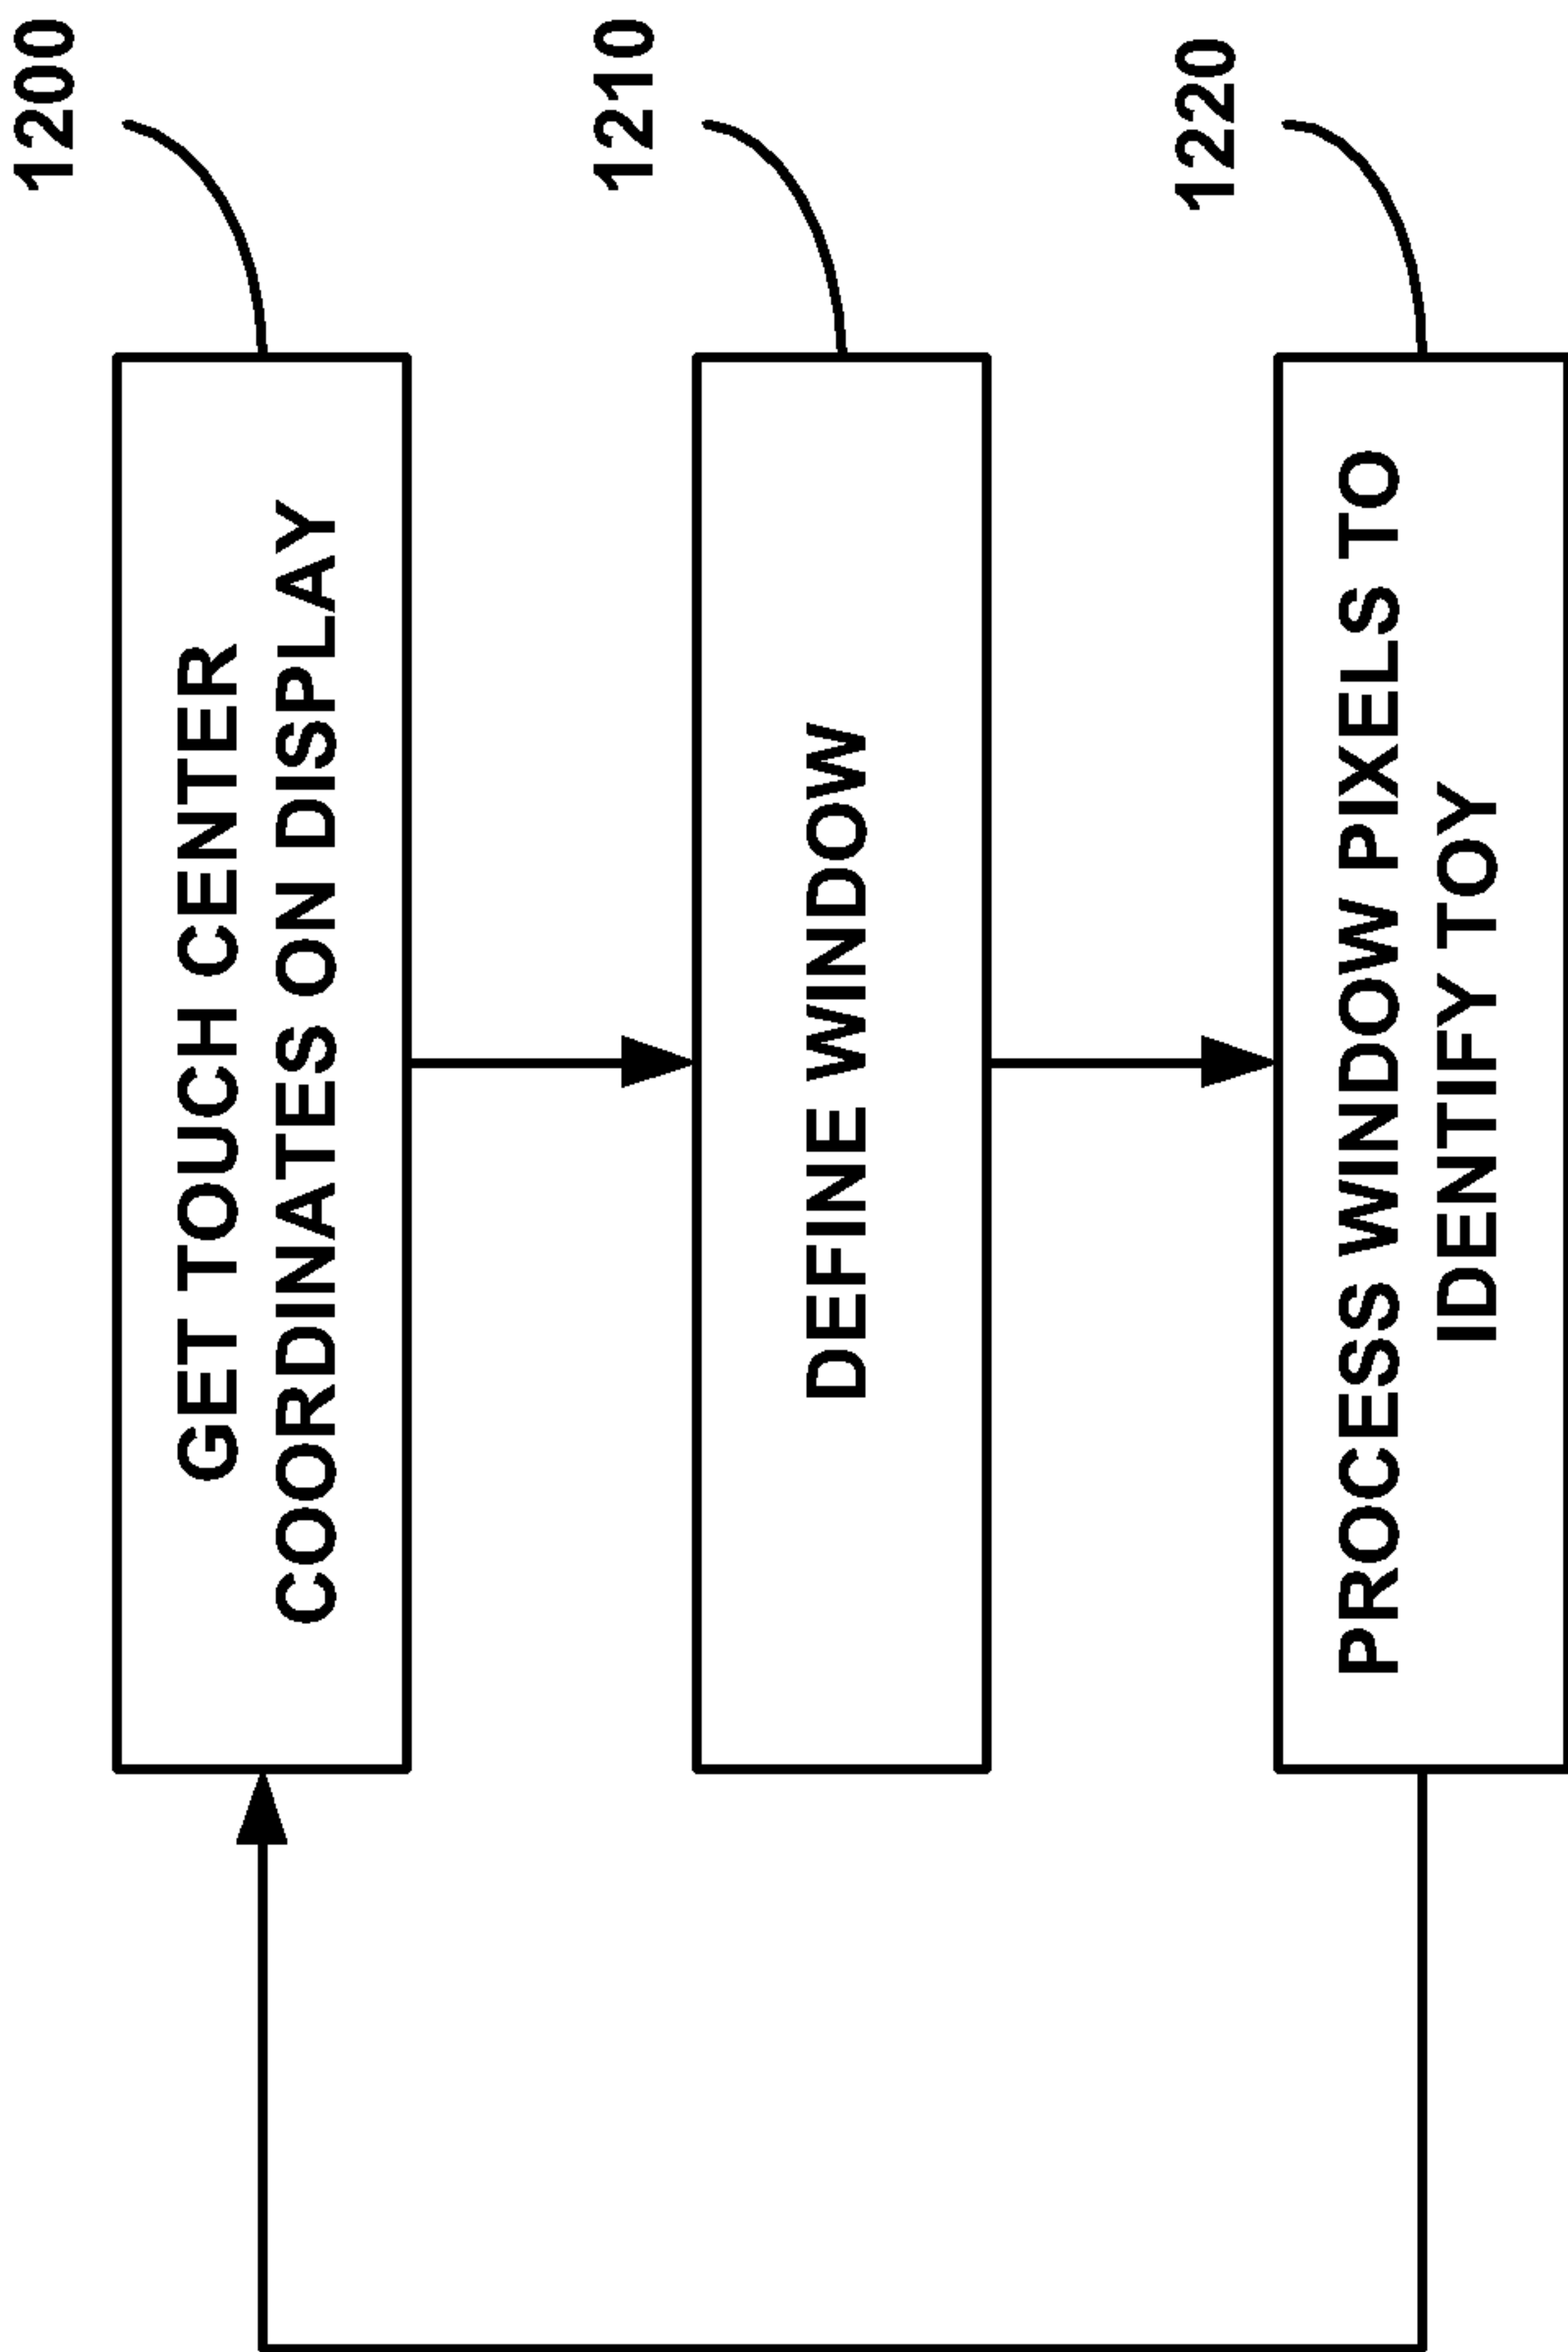 1200
GET TOUCH CENTER
COORDINATES ON DISPLAY
1210
DEFINE WINDOW
1220
PROCESS WINDOW PIXELS TO
IDENTIFY TOY